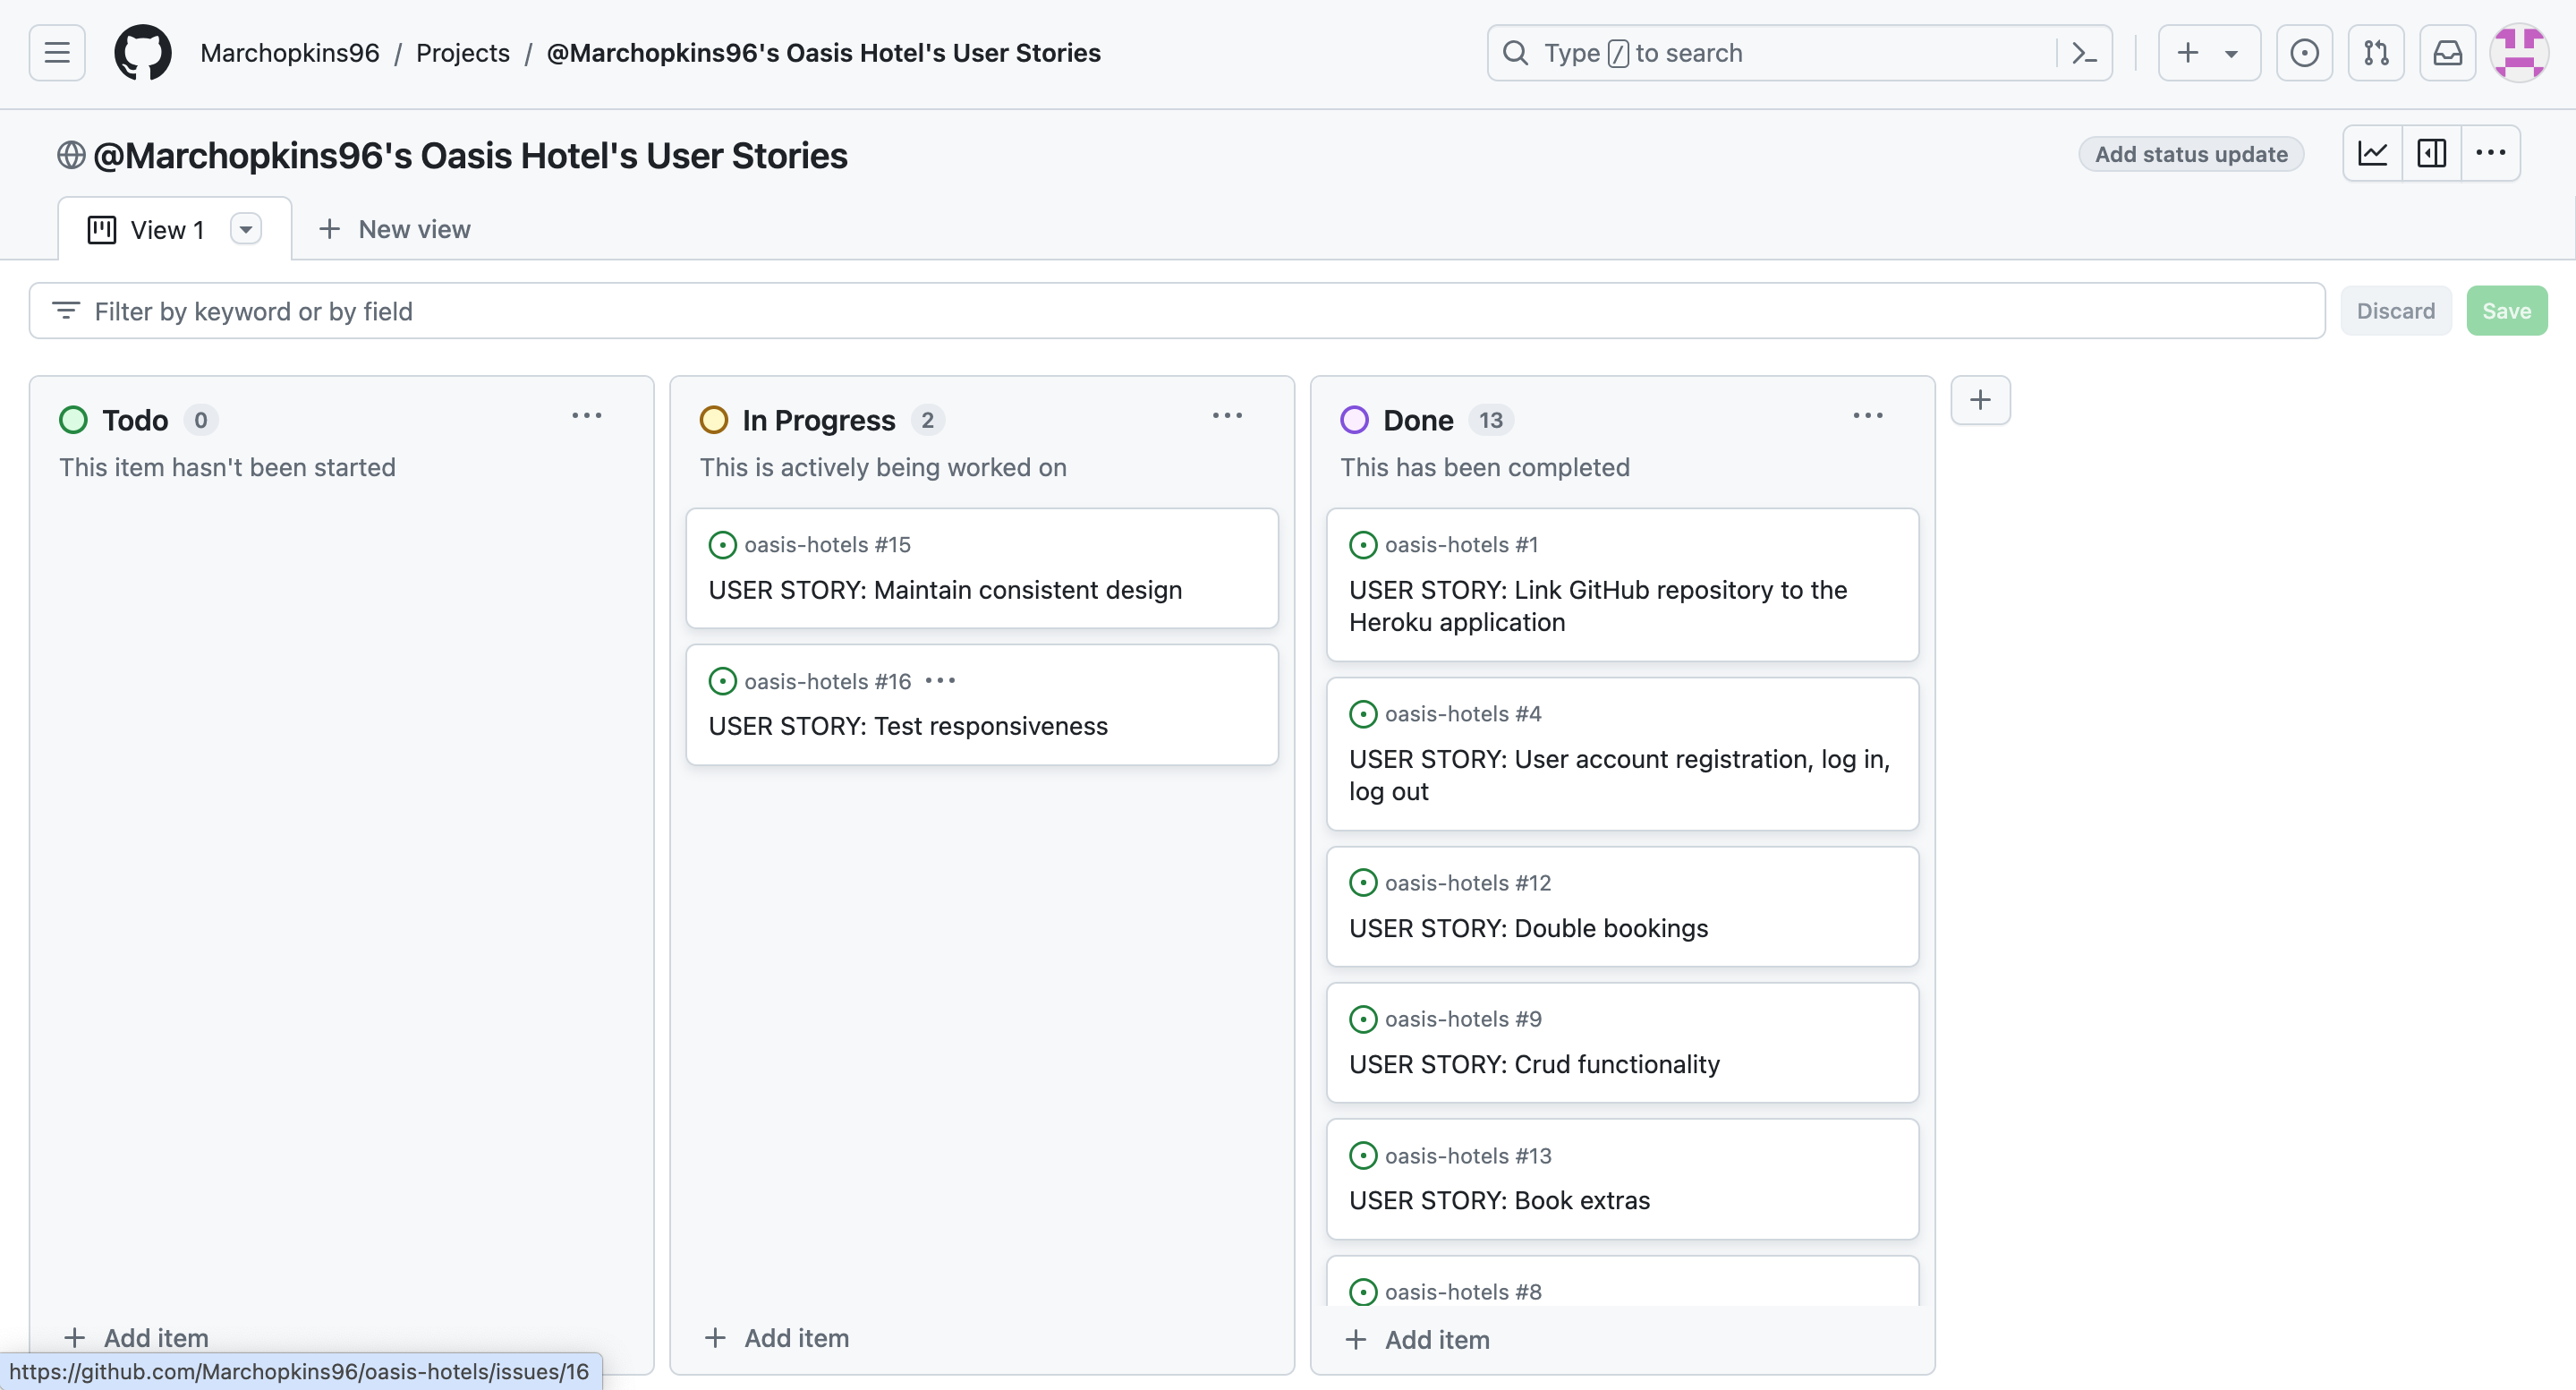 Marchopkins96 / Projects / @Marchopkins96's Oasis Hotel's User Stories
Type / to search
@Marchopkins96's Oasis Hotel's User Stories
Add status update
View 1
New view
Filter by keyword or by field
Discard
Save
Todo 0
This item hasn't been started
Add item
In Progress 2
This is actively being worked on
oasis-hotels #15
USER STORY: Maintain consistent design
oasis-hotels #16
USER STORY: Test responsiveness
Add item
Done 13
This has been completed
oasis-hotels #1
USER STORY: Link GitHub repository to the
Heroku application
oasis-hotels #4
USER STORY: User account registration, log in,
log out
oasis-hotels #12
USER STORY: Double bookings
oasis-hotels #9
USER STORY: Crud functionality
oasis-hotels #13
USER STORY: Book extras
oasis-hotels #8
Add item
https://github.com/Marchopkins96/oasis-hotels/issues/16